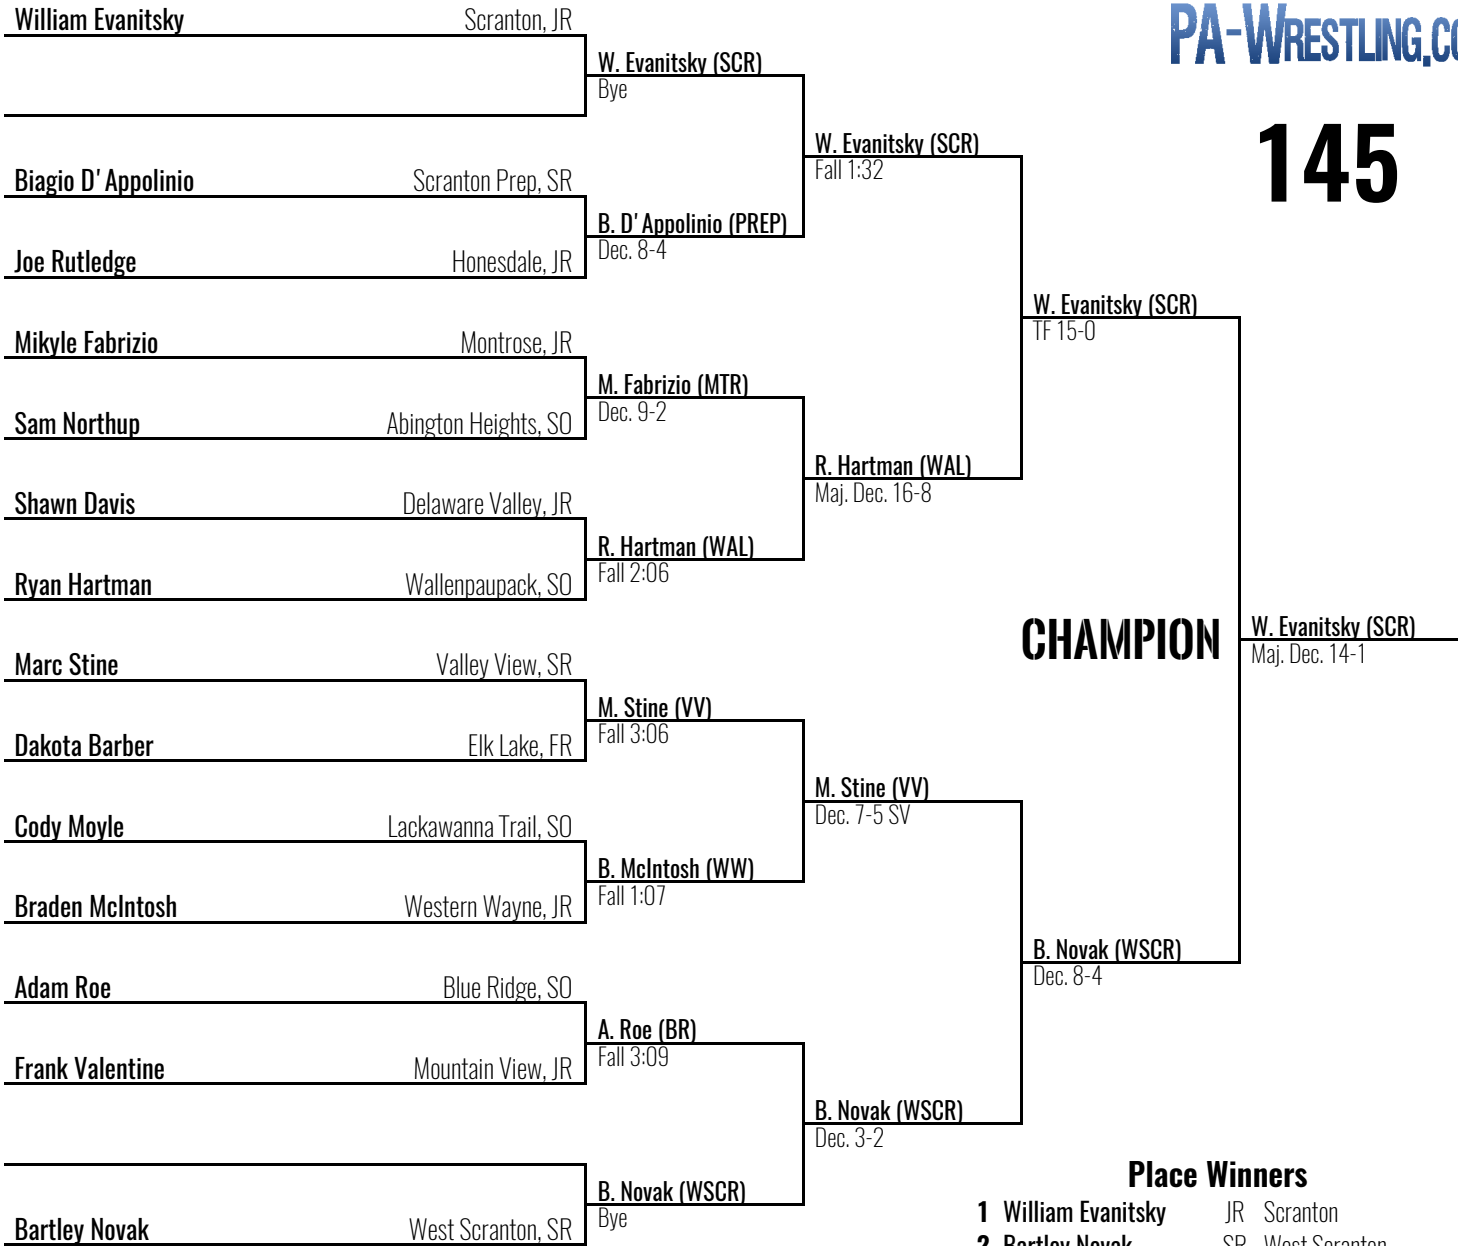 William Evanitsky Scranton, JR
PA-WRESTLING.CO
W. Evanitsky (SCR)
Bye
145
W. Evanitsky (SCR)
Fall 1:32
Biagio D'Appolinio Scranton Prep, SR
B. D'Appolinio (PREP)
Dec. 8-4
Joe Rutledge Honesdale, JR
W. Evanitsky (SCR)
TF 15-0
Mikyle Fabrizio Montrose, JR
M. Fabrizio (MTR)
Dec. 9-2
Sam Northup Abington Heights, SO
R. Hartman (WAL)
Maj. Dec. 16-8
Shawn Davis Delaware Valley, JR
R. Hartman (WAL)
Fall 2:06
Ryan Hartman Wallenpaupack, SO
CHAMPION
W. Evanitsky (SCR)
Maj. Dec. 14-1
Marc Stine Valley View, SR
M. Stine (VV)
Fall 3:06
Dakota Barber Elk Lake, FR
M. Stine (VV)
Dec. 7-5 SV
Cody Moyle Lackawanna Trail, SO
B. McIntosh (WW)
Fall 1:07
Braden McIntosh Western Wayne, JR
B. Novak (WSCR)
Dec. 8-4
Adam Roe Blue Ridge, SO
A. Roe (BR)
Fall 3:09
Frank Valentine Mountain View, JR
B. Novak (WSCR)
Dec. 3-2
B. Novak (WSCR)
Bye
Bartley Novak West Scranton, SR
Place Winners
1 William Evanitsky JR Scranton
2 Bartley Novak SR West Scranton